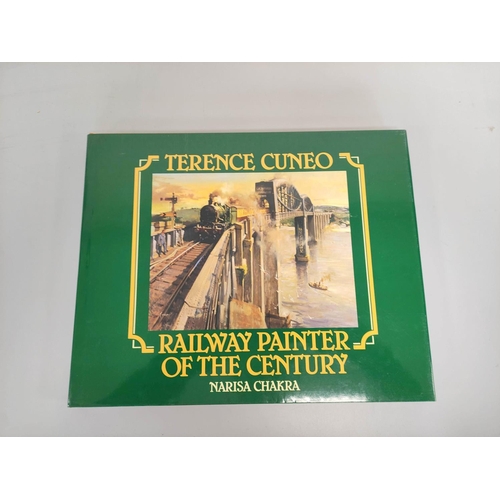 TERENCE CUNEO
RAILWAY PAINTER
OF THE CENTURY
NARISA CHAKRA